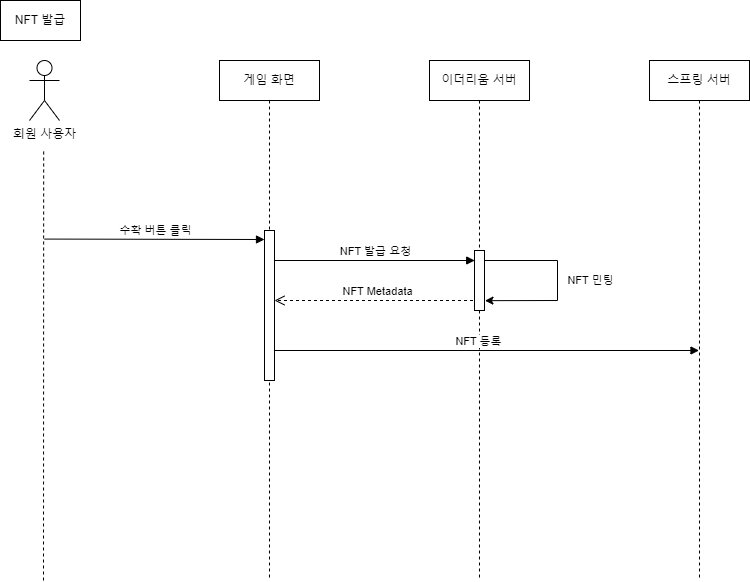 NFT 발급
게임 화면
이더리움 서버
스프링 서버
회원 사용자
수확 버튼 클릭
NFT 발급 요청
NFT 민팅
NFT Metadata
NFT 등록